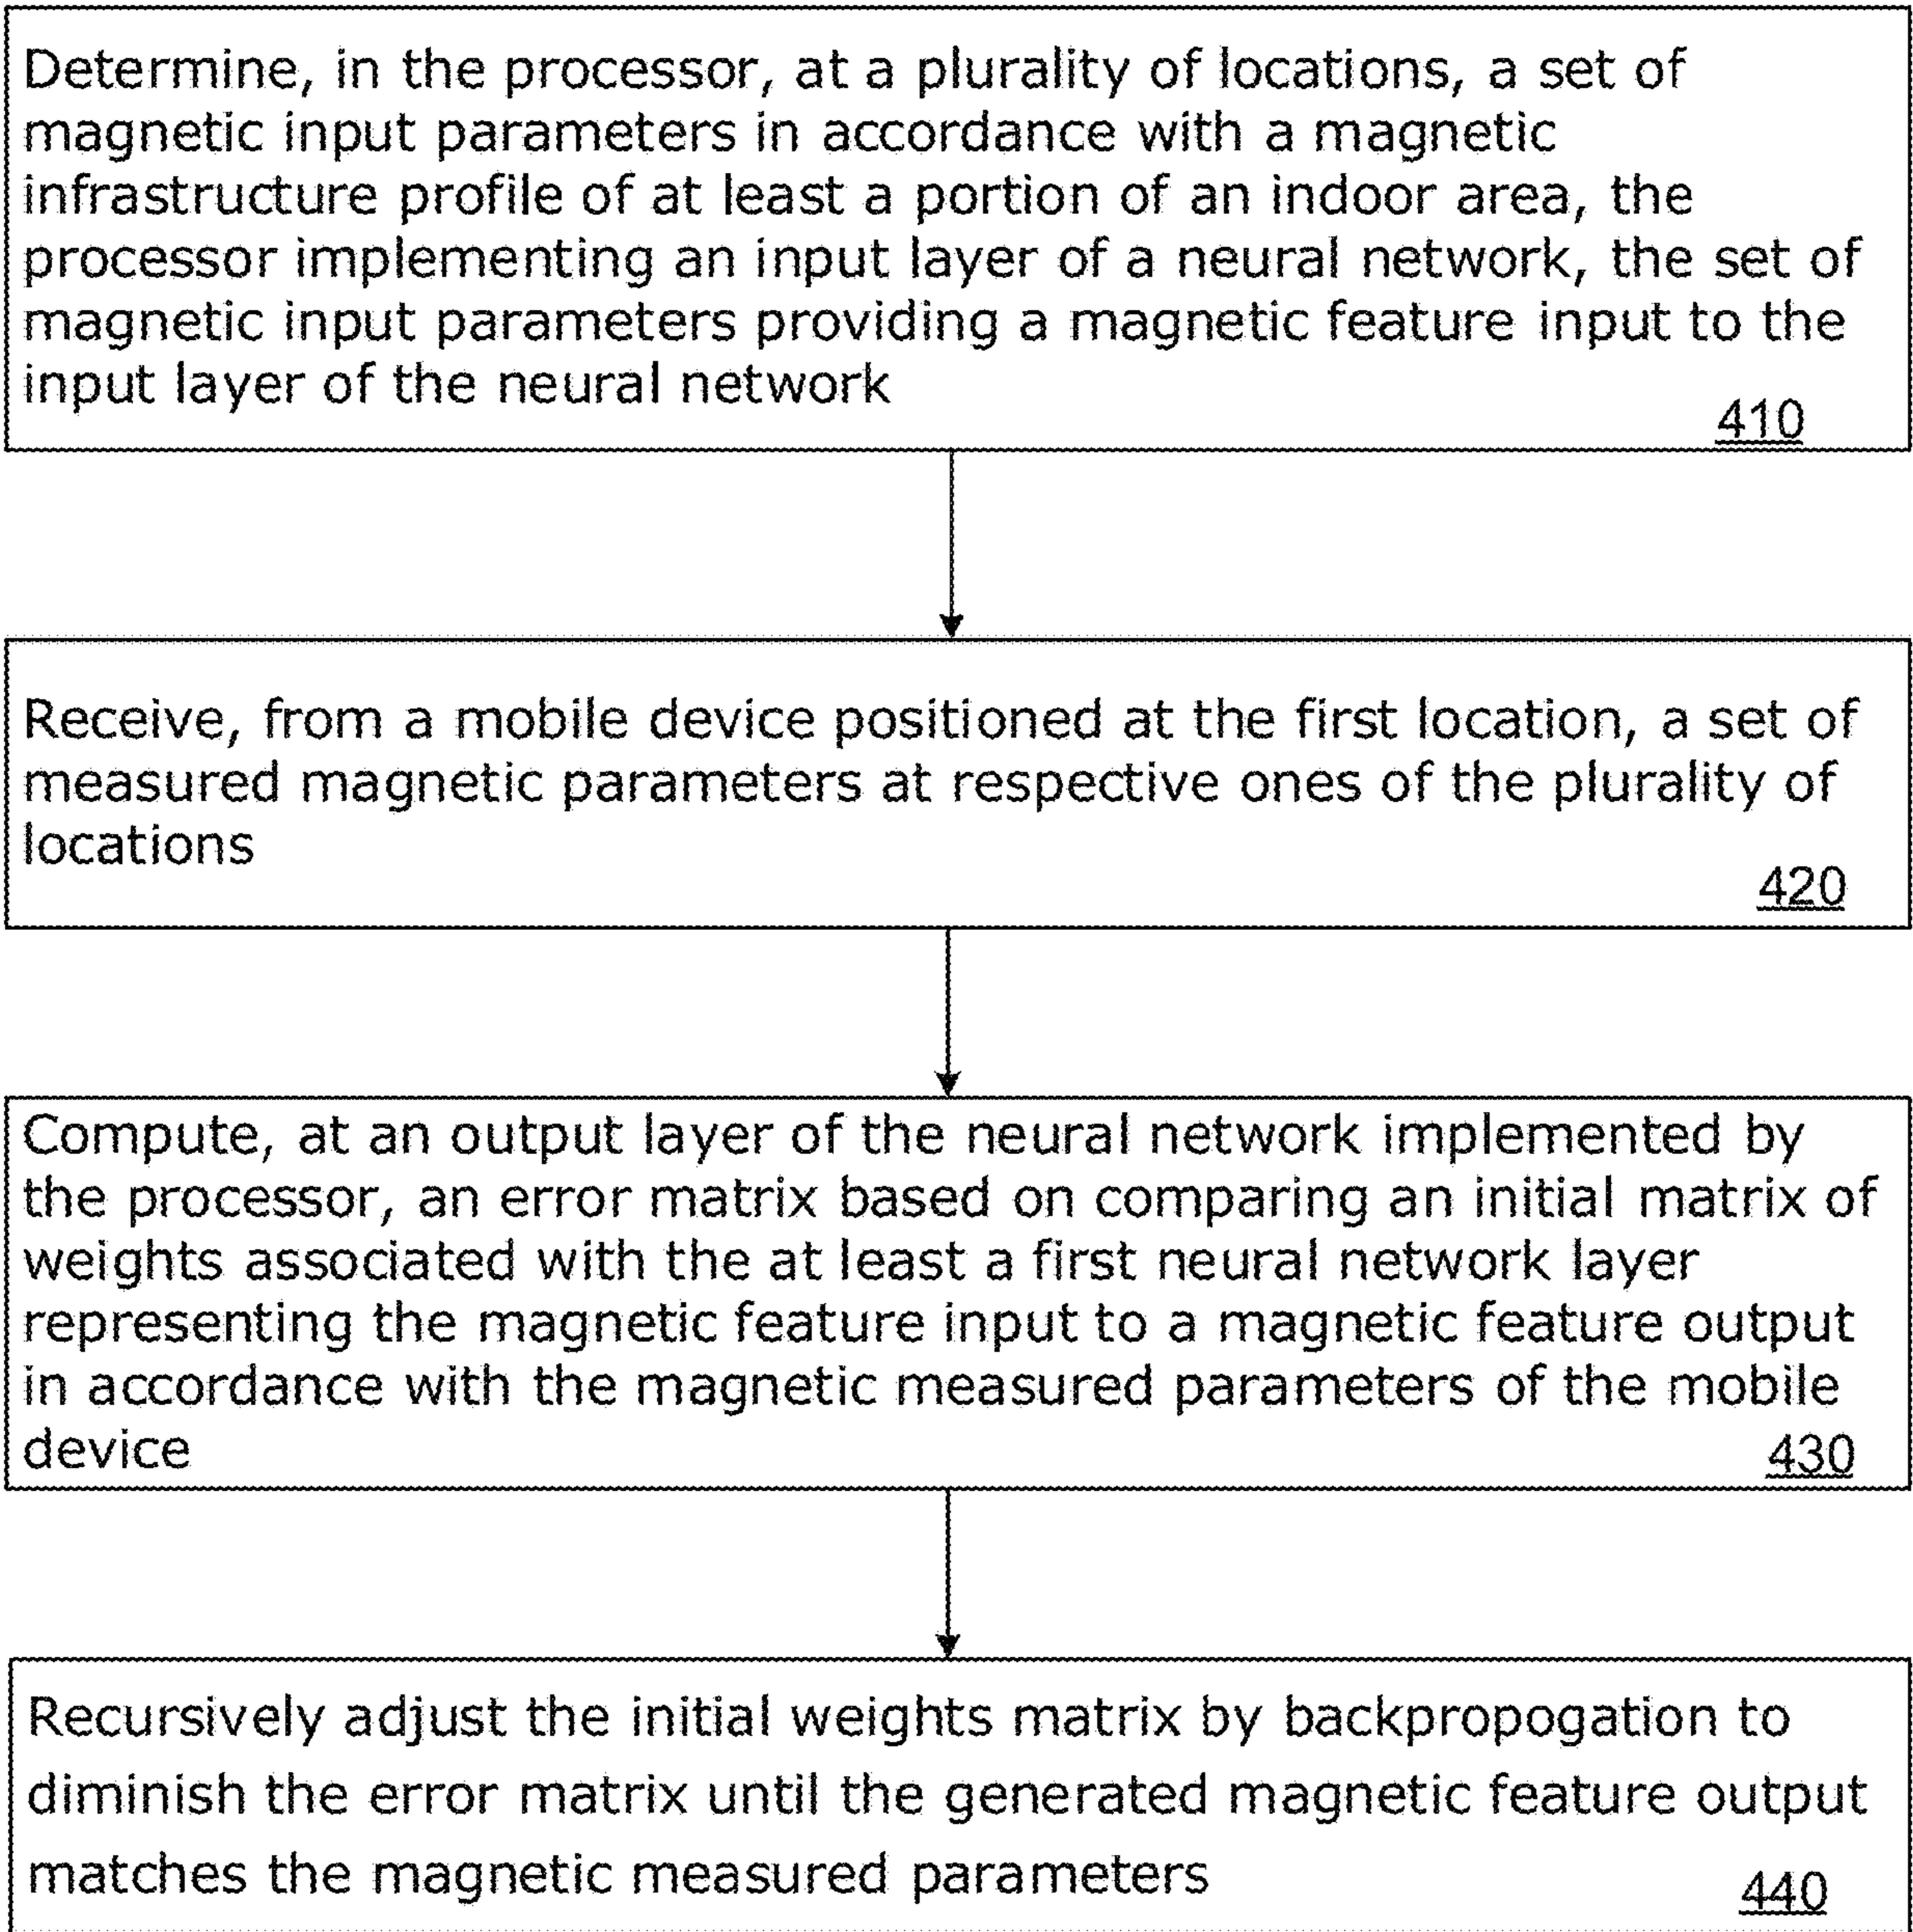 Determine, in the processor, at a plurality of locations, a set of
magnetic input parameters in accordance with a magnetic
infrastructure profile of at least a portion of an indoor area, the
processor implementing an input layer of a neural network, the set of
magnetic input parameters providing a magnetic feature input to the
input layer of the neural network
410
Receive, from a mobile device positioned at the first location, a set of
measured magnetic parameters at respective ones of the plurality of
locations
420
Compute, at an output layer of the neural network implemented by
the processor, an error matrix based on comparing an initial matrix of
weights associated with the at least a first neural network layer
representing the magnetic feature input to a magnetic feature output
in accordance with the magnetic measured parameters of the mobile
device
430
Recursively adjust the initial weights matrix by backpropogation to
diminish the error matrix until the generated magnetic feature output
matches the magnetic measured parameters
440